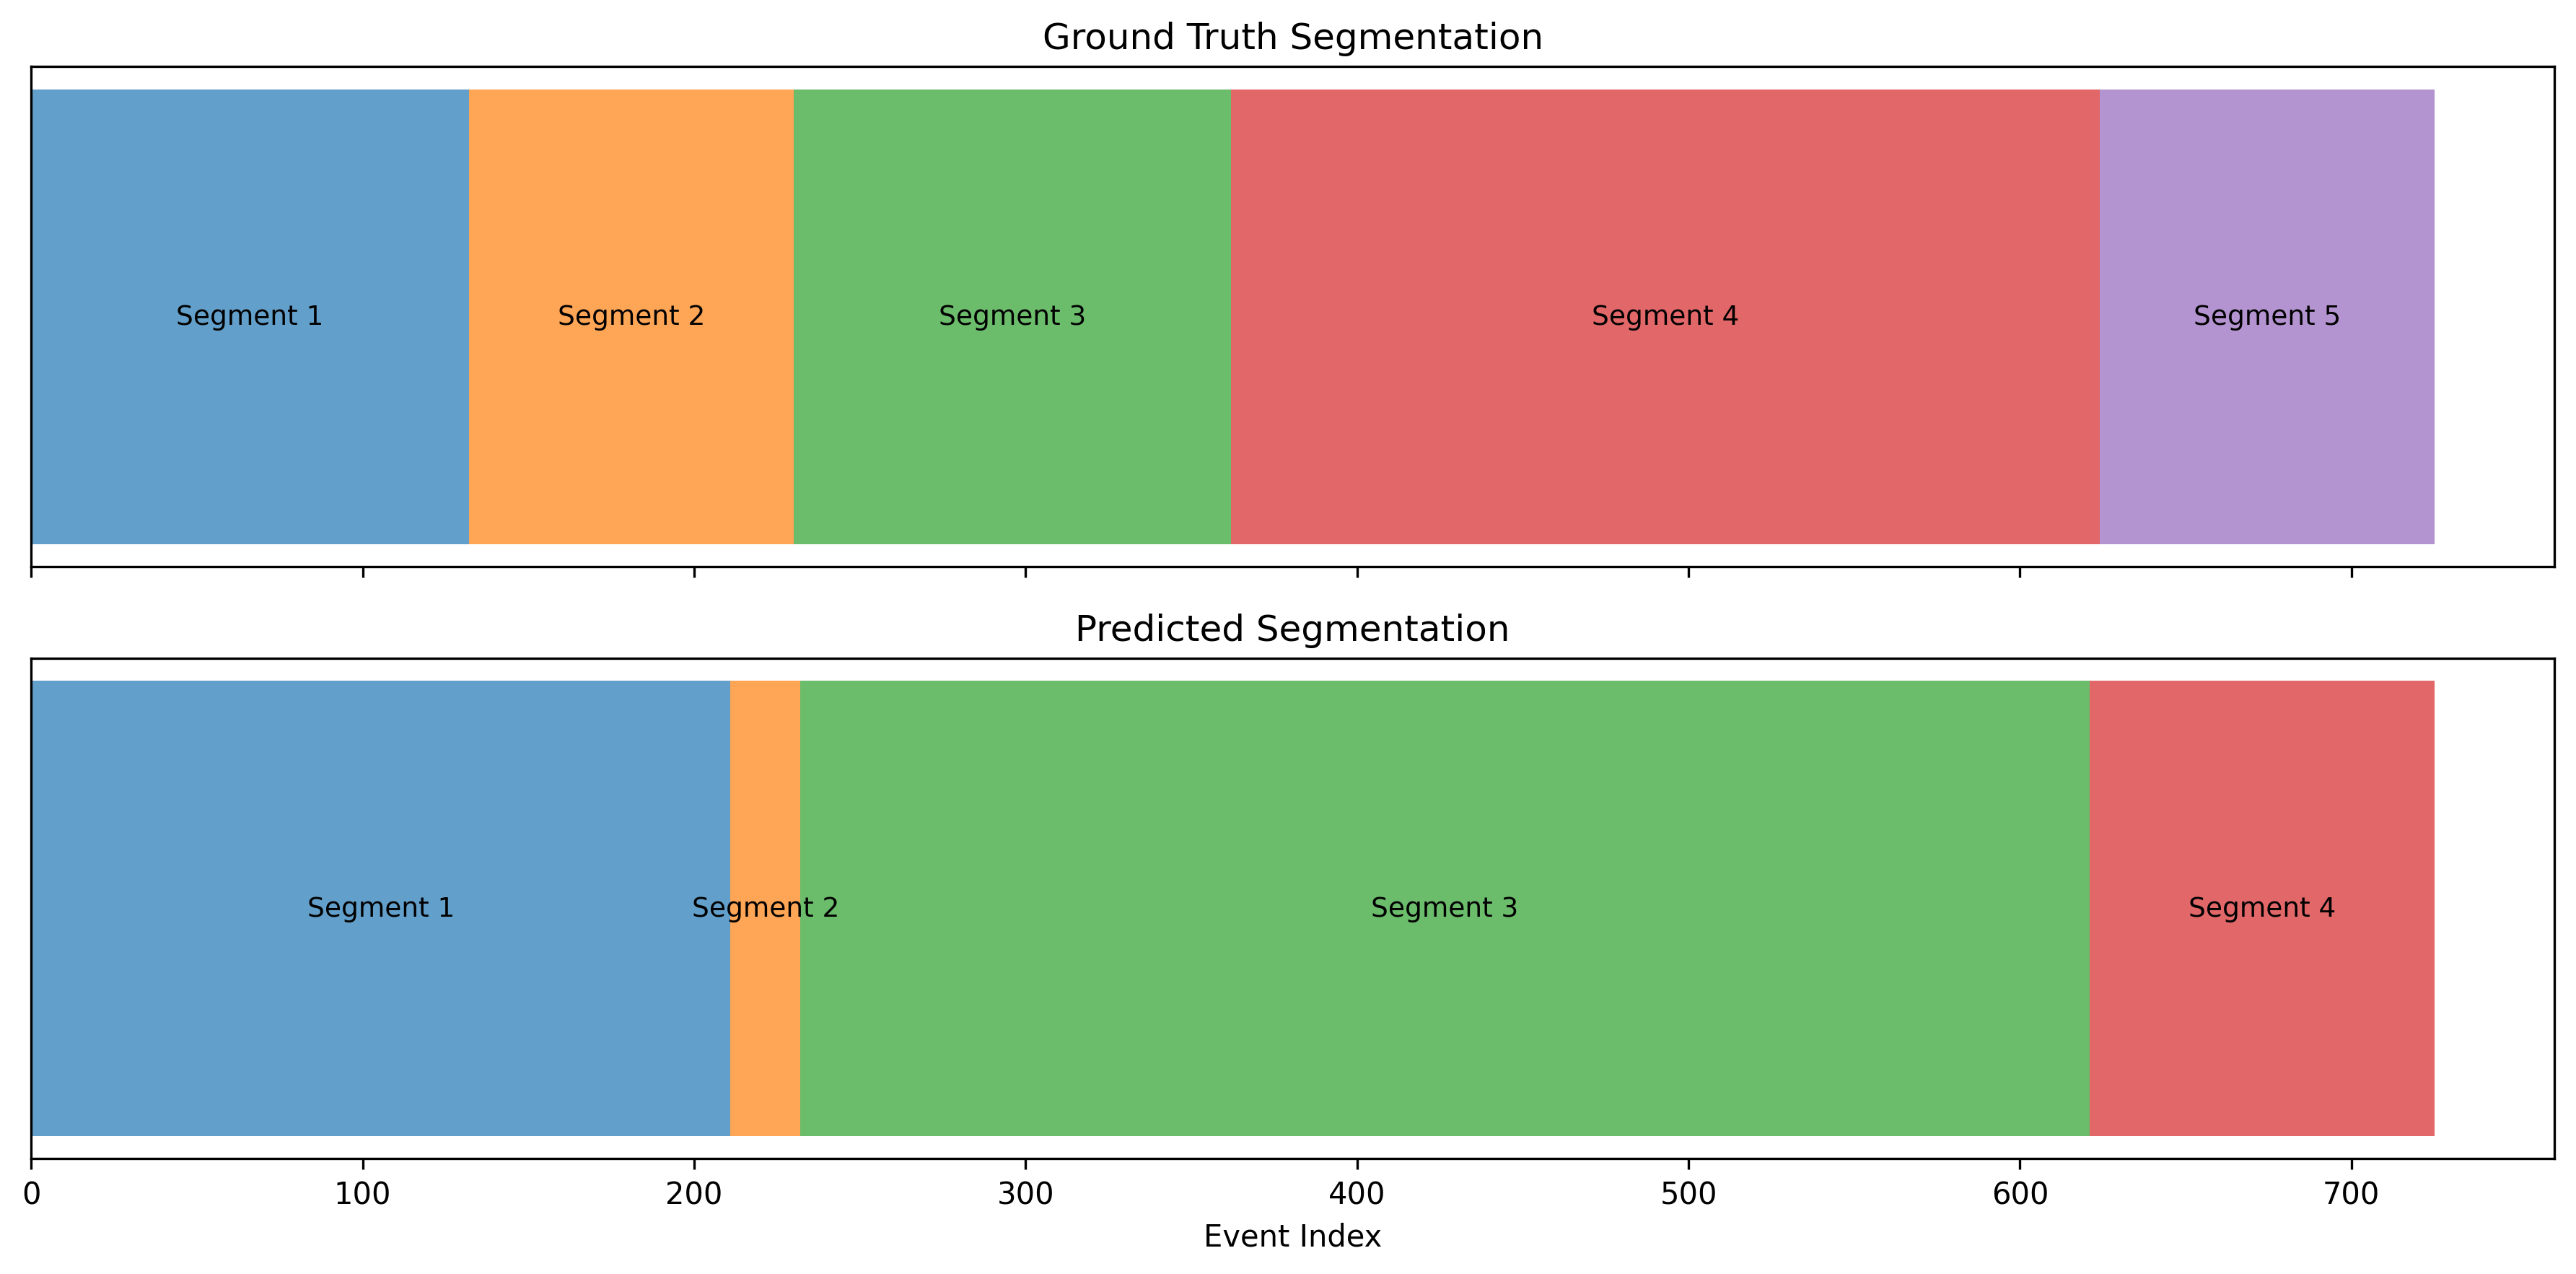 Ground Truth Segmentation
Segment 1 Segment 2 Segment 3 Segment 4 Segment 5
Predicted Segmentation
Segment 1 Segment 2 Segment 3 Segment 4
0 100 200 300 400 500 600 700
Event Index